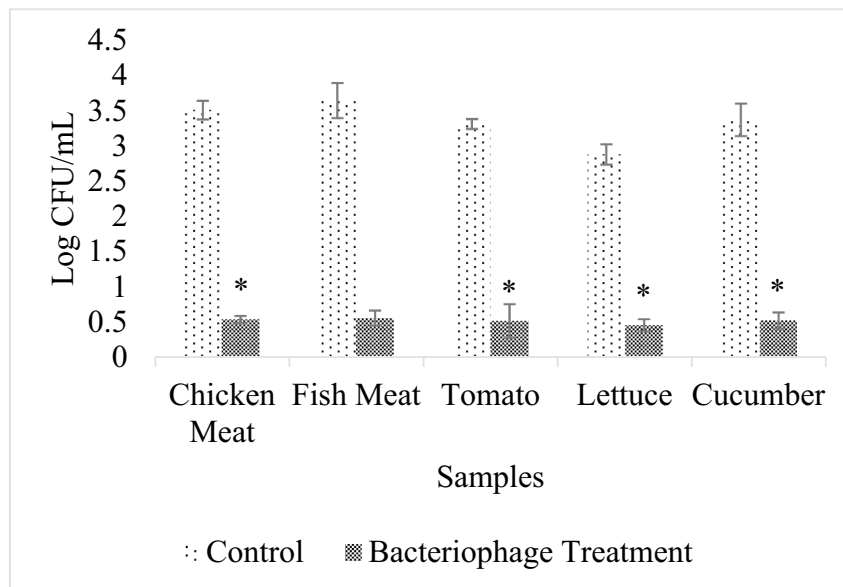 4.5
4
3.5
3
2.5
2
1.5
1
0.5
0
Log CFU/mL
*
*
*
*
Chicken Meat
Fish Meat
Tomato
Lettuce
Cucumber
Samples
Control
Bacteriophage Treatment